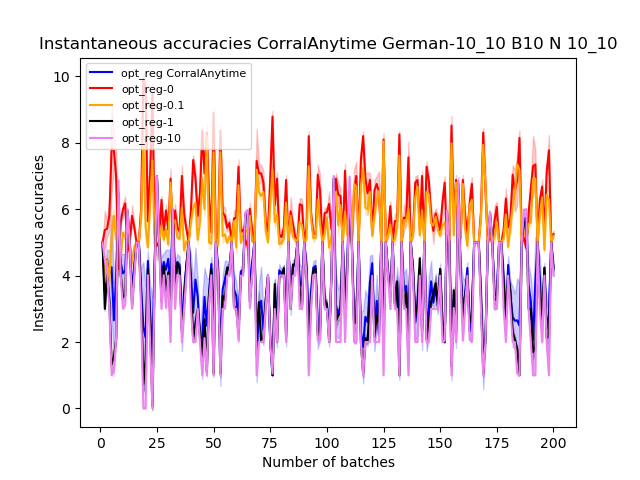 Instantaneous accuracies CorralAnytime German-10_10 B10 N 10_10
opt_reg CorralAnytime
opt_reg-0
opt_reg-0.1
opt_reg-1
opt_reg-10
Instantaneous accuracies
10
8
6
4
2
0
0 25 50 75 100 125 150 175 200
Number of batches